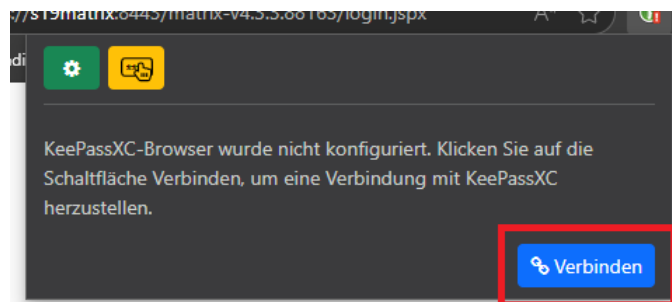 ://s19matrix:8443/matrix-v4.3.3.88163/login.jspx
KeePassXC-Browser wurde nicht konfiguriert. Klicken Sie auf die
Schaltfläche Verbinden, um eine Verbindung mit KeePassXC
herzustellen.
Verbinden